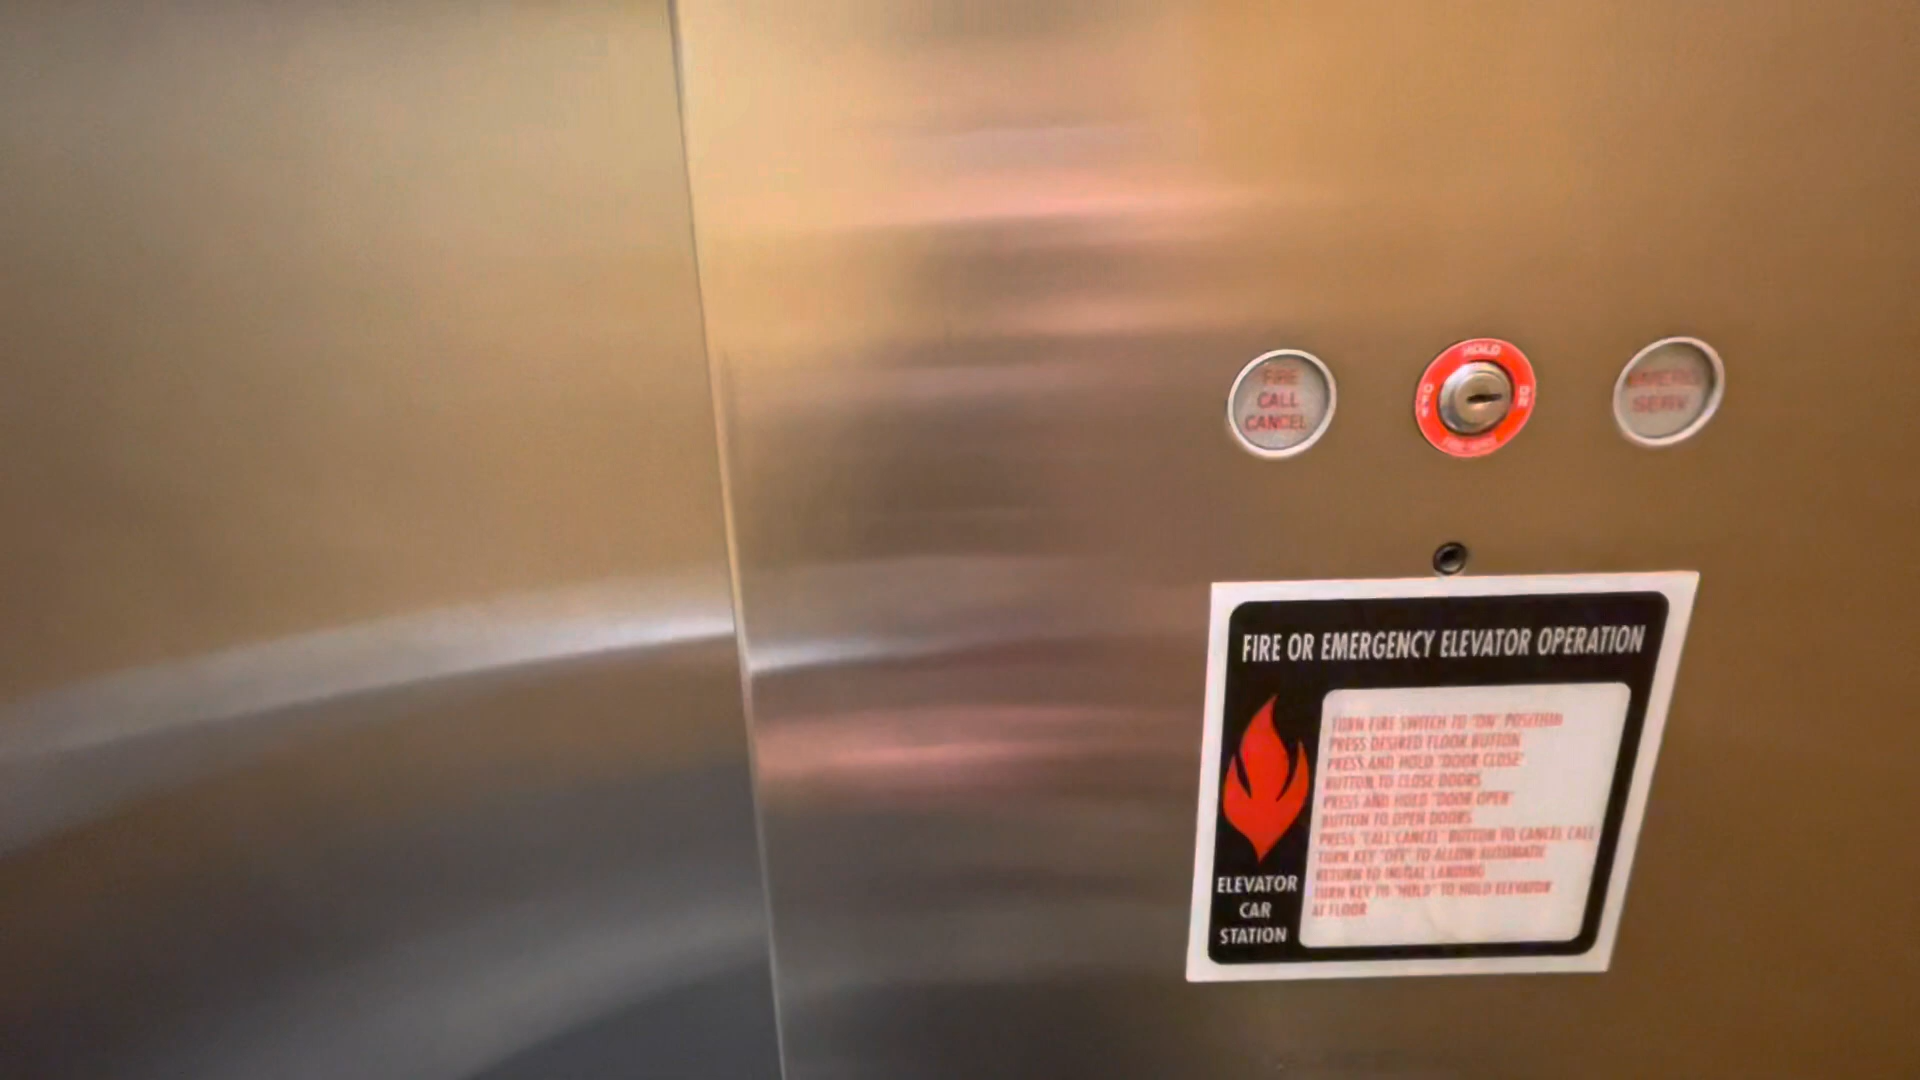 FIRE
CALL
CANCEL
HOLD
OFF
ON
SERV
FIRE OR EMERGENCY ELEVATOR OPERATION
TURN FIRE SWITCH TO "ON" POSITION
PRESS DESIRED FLOOR BUTTON
PRESS AND HOLD "DOOR CLOSE"
BUTTON TO CLOSE DOORS
PRESS AND HOLD "DOOR OPEN"
BUTTON TO OPEN DOORS
PRESS "CALL CANCEL" BUTTON TO CANCEL CALL
TURN KEY "OFF" TO ALLOW AUTOMATIC
RETURN TO INITIAL LANDING
TURN KEY TO "HOLD" TO HOLD ELEVATOR
AT FLOOR
ELEVATOR
CAR
STATION